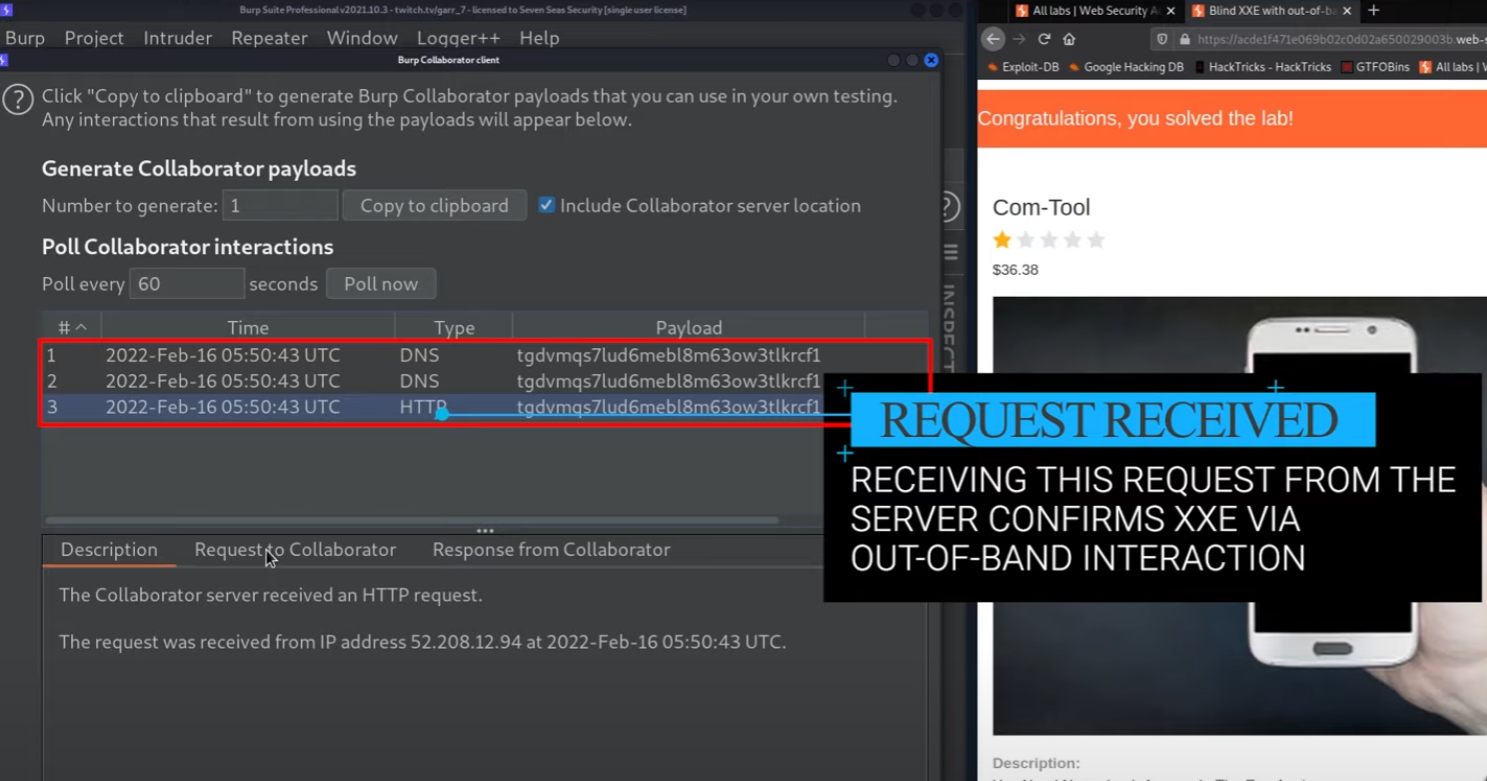 Burp Suite Professional v2021.10.3 - twitch.tv/garr_7 - licensed to Seven Seas Security [single user license]
Burp Project Intruder Repeater Window Logger++ Help
Burp Collaborator client
Click "Copy to clipboard" to generate Burp Collaborator payloads that you can use in your own testing.
Any interactions that result from using the payloads will appear below.
Generate Collaborator payloads
Number to generate: 1 Copy to clipboard Include Collaborator server location
Poll Collaborator interactions
Poll every 60 seconds Poll now
# Time Type Payload
1 2022-Feb-16 05:50:43 UTC DNS tgdvmqs7lud6mebl8m63ow3tlkrcf1
2 2022-Feb-16 05:50:43 UTC DNS tgdvmqs7lud6mebl8m63ow3tlkrcf1
3 2022-Feb-16 05:50:43 UTC HTTP tgdvmqs7lud6mebl8m63ow3tlkrcf1
Description Request to Collaborator Response from Collaborator
The Collaborator server received an HTTP request.
The request was received from IP address 52.208.12.94 at 2022-Feb-16 05:50:43 UTC.
INSPECT
REQUEST RECEIVED
RECEIVING THIS REQUEST FROM THE
SERVER CONFIRMS XXE VIA
OUT-OF-BAND INTERACTION
All labs | Web Security A Blind XXE with out-of-ba
https://acde1f471e069b02c0d02a650029003b.web-s
Exploit-DB Google Hacking DB HackTricks - HackTricks GTFOBins All labs |
Congratulations, you solved the lab!
Com-Tool
$36.38
Description: